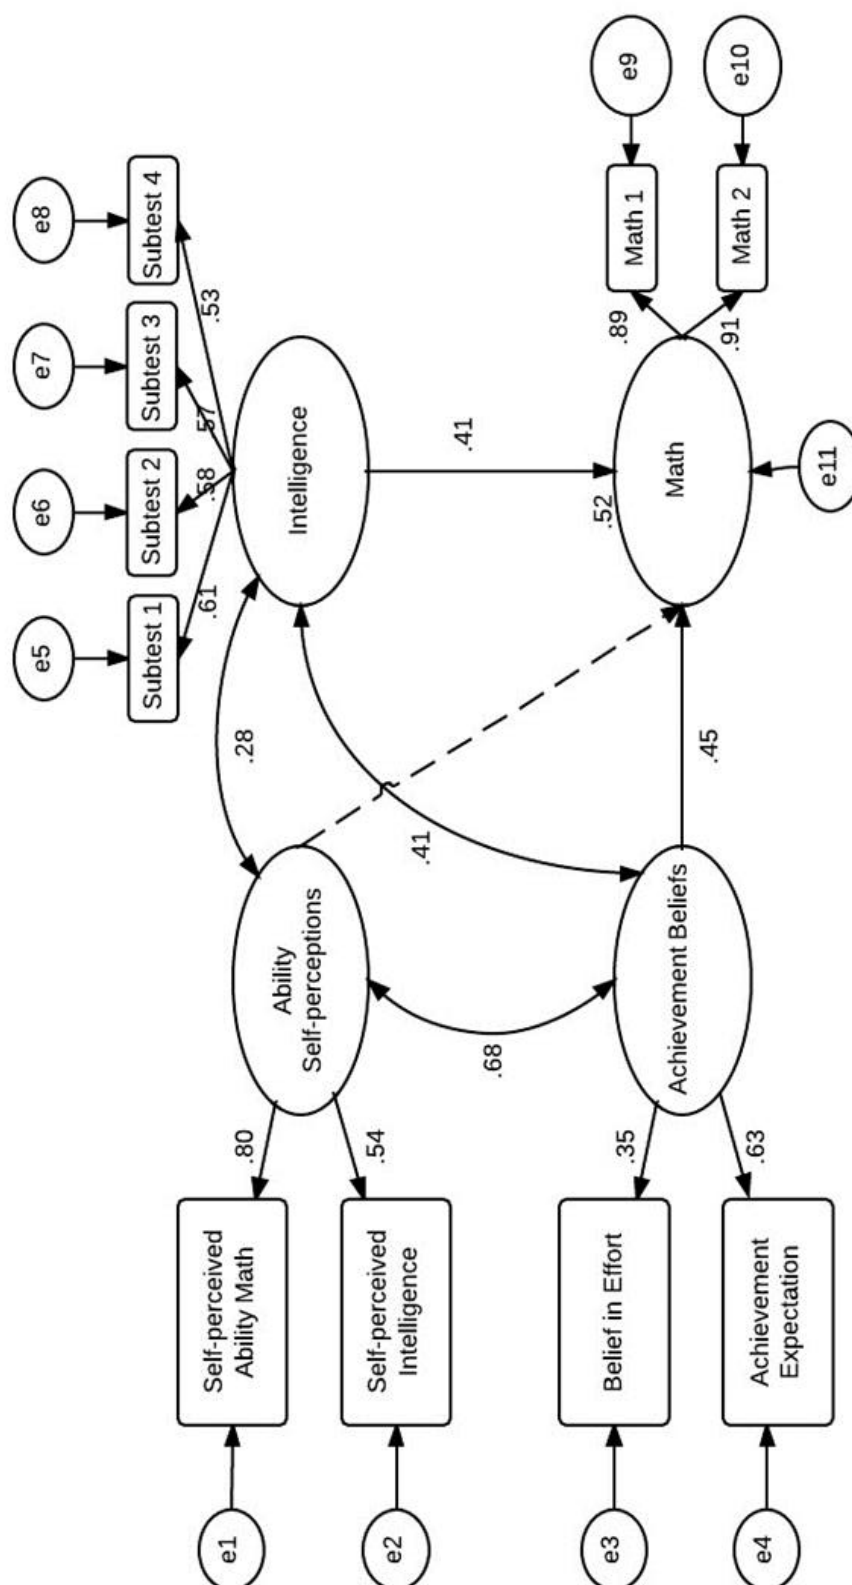 e5
e6
e7
e8
Subtest 1
Subtest 2
Subtest 3
Subtest 4
.61
.58
.57
.53
e1
Self-perceived
Ability Math
.80
Ability
Self-perceptions
.28
Intelligence
e2
Self-perceived
Intelligence
.54
.41
.41
.68
e3
Belief in Effort
.35
Achievement Beliefs
.45
.52
Math
.89
Math 1
e9
e4
Achievement
Expectation
.63
.91
Math 2
e10
e11